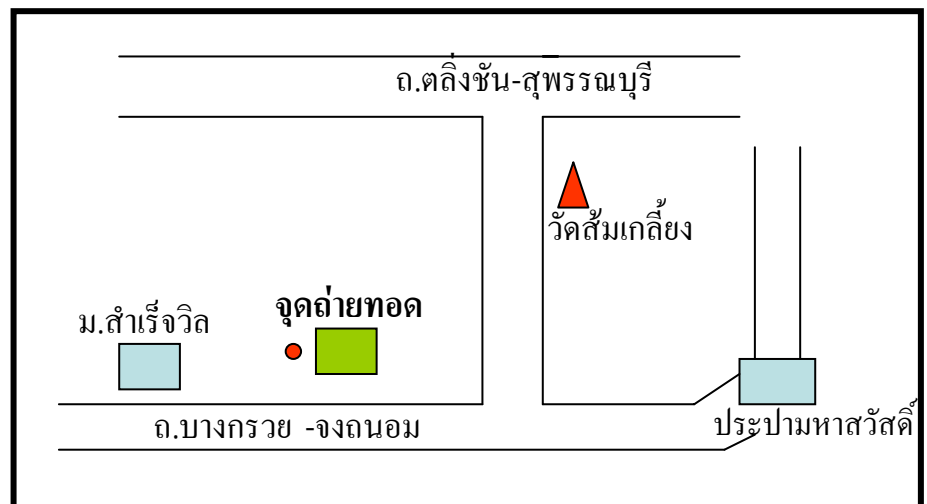 ถ.ตลิ่งชัน-สุพรรณบุรี
วัดส้มเกลี้ยง
จุดถ่ายทอด
ม.สำเร็จวิล
ถ.บางกรวย -จงถนอม
ประปามหาสวัสดิ์